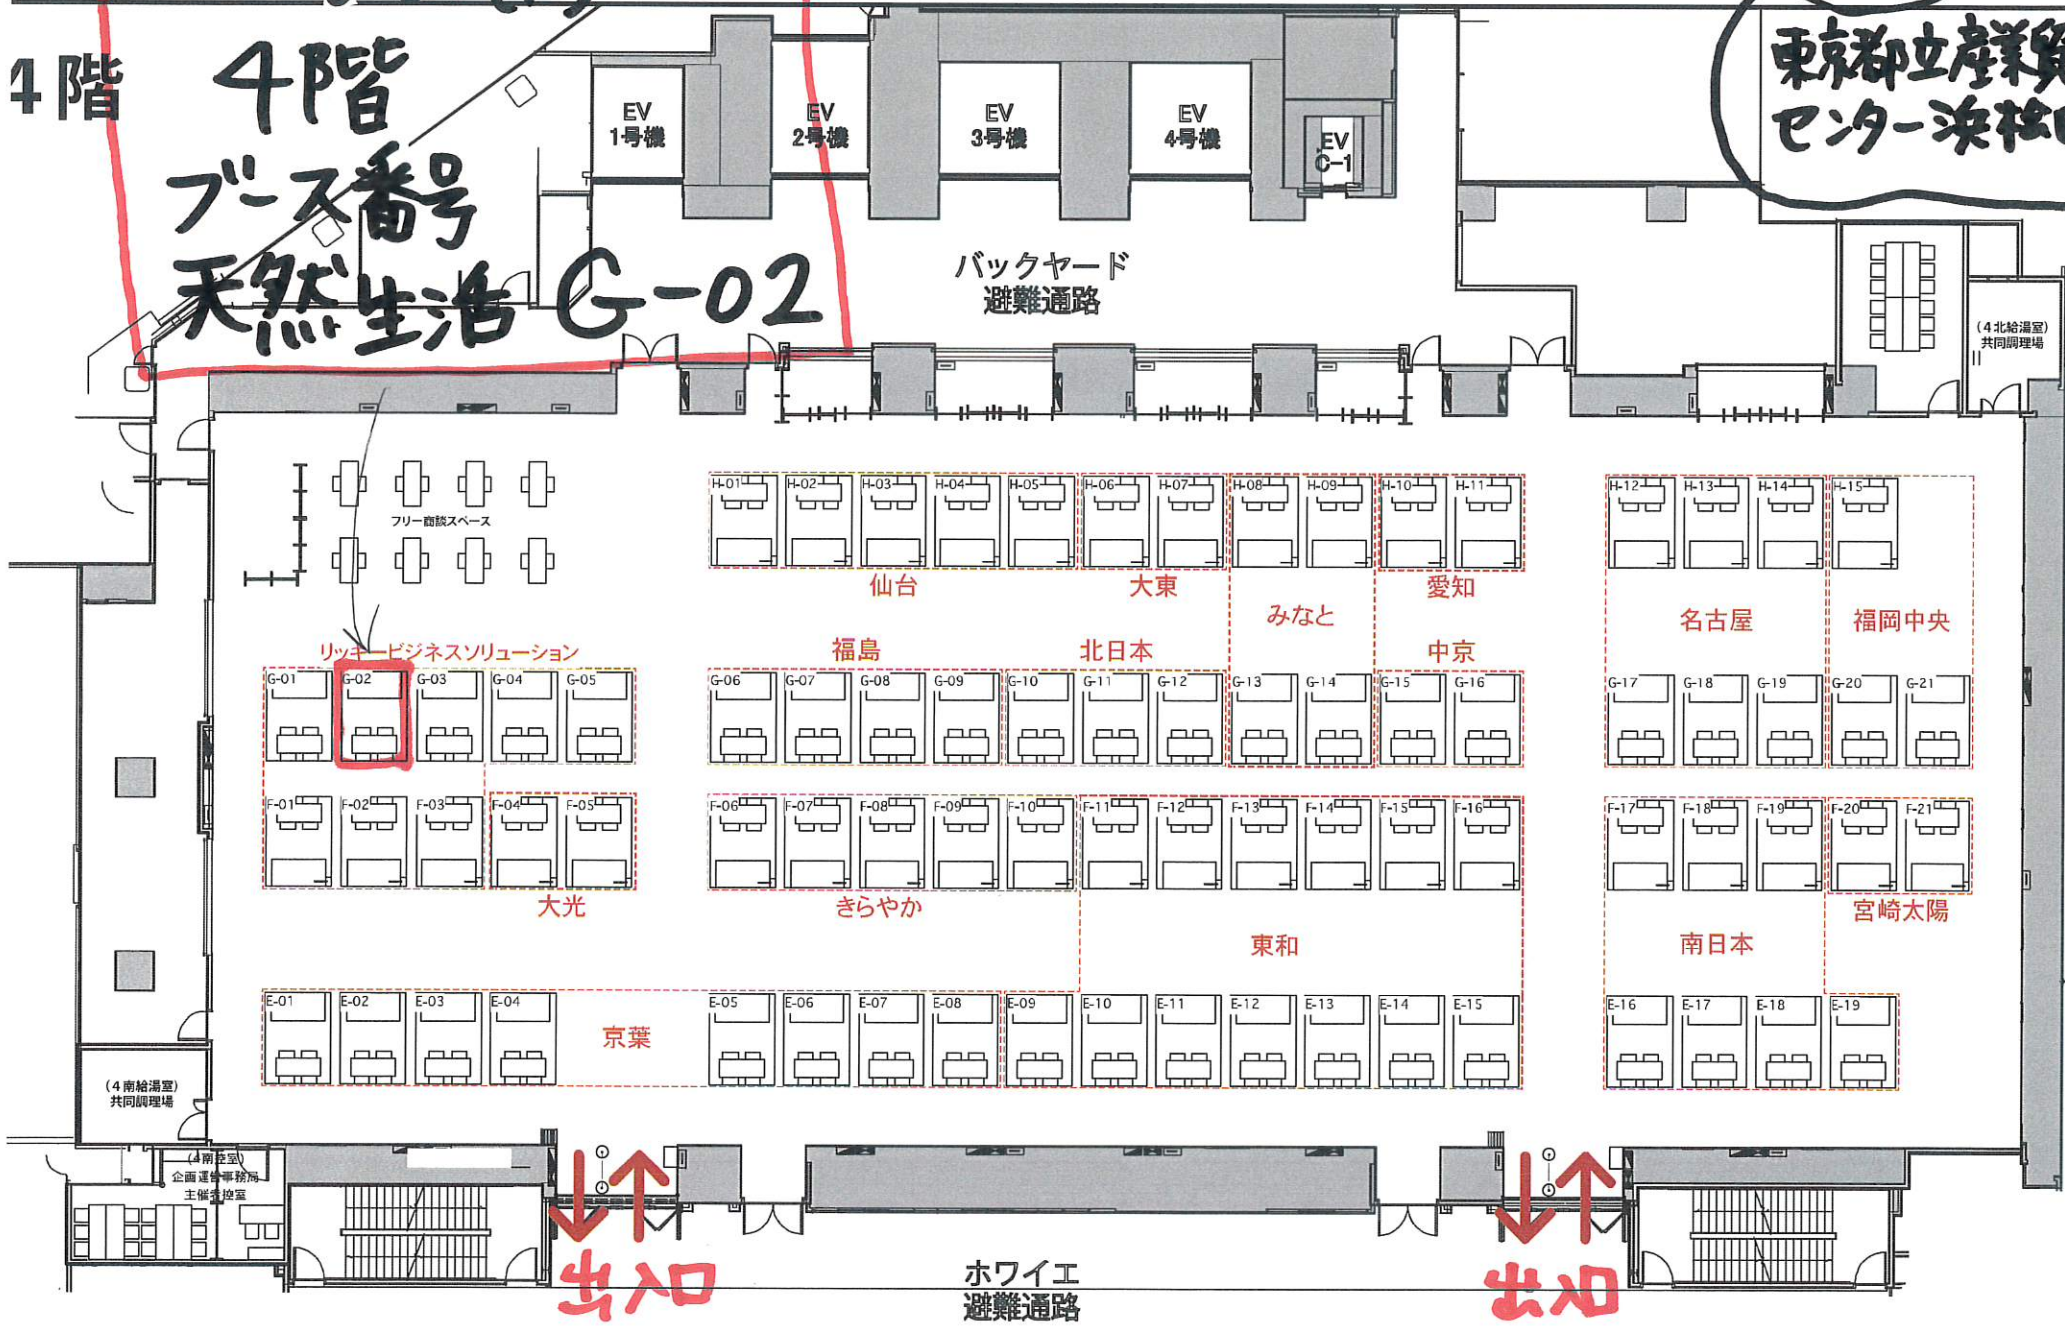 4階
4階
ブース番号
天然生活 G-02
東京都立産業貿
センター浜松
EV
1号機
EV
2号機
EV
3号機
EV
4号機
EV
C-1
バックヤード
避難通路
(4北給湯室)
共同調理場
フリー商談スペース
H-01 H-02 H-03 H-04 H-05 H-06 H-07 H-08 H-09 H-10 H-11 H-12 H-13 H-14 H-15
仙台 大東 みなと 愛知 名古屋 福岡中央
リッキービジネスソリューション 福島 北日本 中京
G-01 G-02 G-03 G-04 G-05 G-06 G-07 G-08 G-09 G-10 G-11 G-12 G-13 G-14 G-15 G-16 G-17 G-18 G-19 G-20 G-21
F-01 F-02 F-03 F-04 F-05 F-06 F-07 F-08 F-09 F-10 F-11 F-12 F-13 F-14 F-15 F-16 F-17 F-18 F-19 F-20 F-21
大光 きらやか 東和 南日本 宮崎太陽
E-01 E-02 E-03 E-04 E-05 E-06 E-07 E-08 E-09 E-10 E-11 E-12 E-13 E-14 E-15 E-16 E-17 E-18 E-19
京葉
(4南給湯室)
共同調理場
(4南控室)
企画運営事務局
主催者控室
出入口
ホワイエ
避難通路
出入口